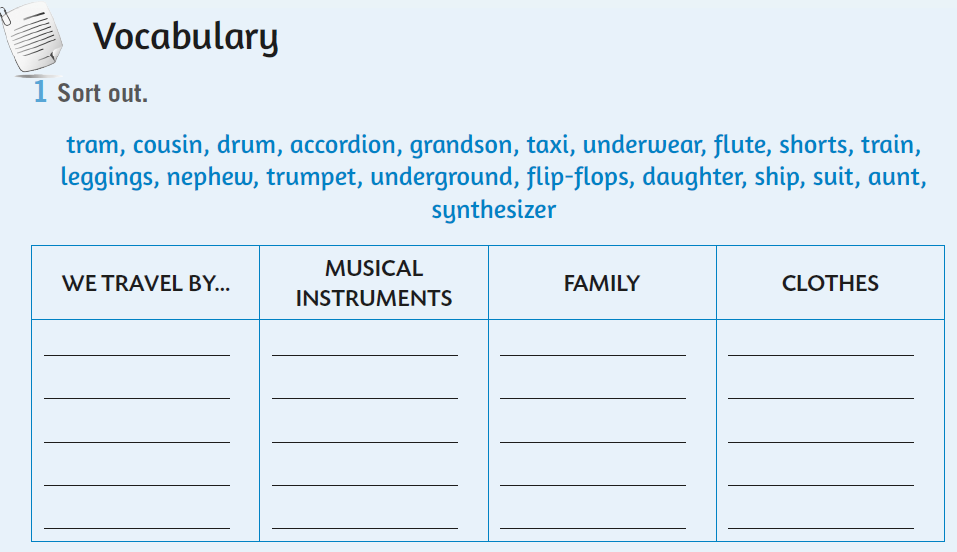 Vocabulary
1 Sort out.
tram, cousin, drum, accordion, grandson, taxi, underwear, flute, shorts, train,
leggings, nephew, trumpet, underground, flip-flops, daughter, ship, suit, aunt,
synthesizer
WE TRAVEL BY...
MUSICAL
INSTRUMENTS
FAMILY
CLOTHES